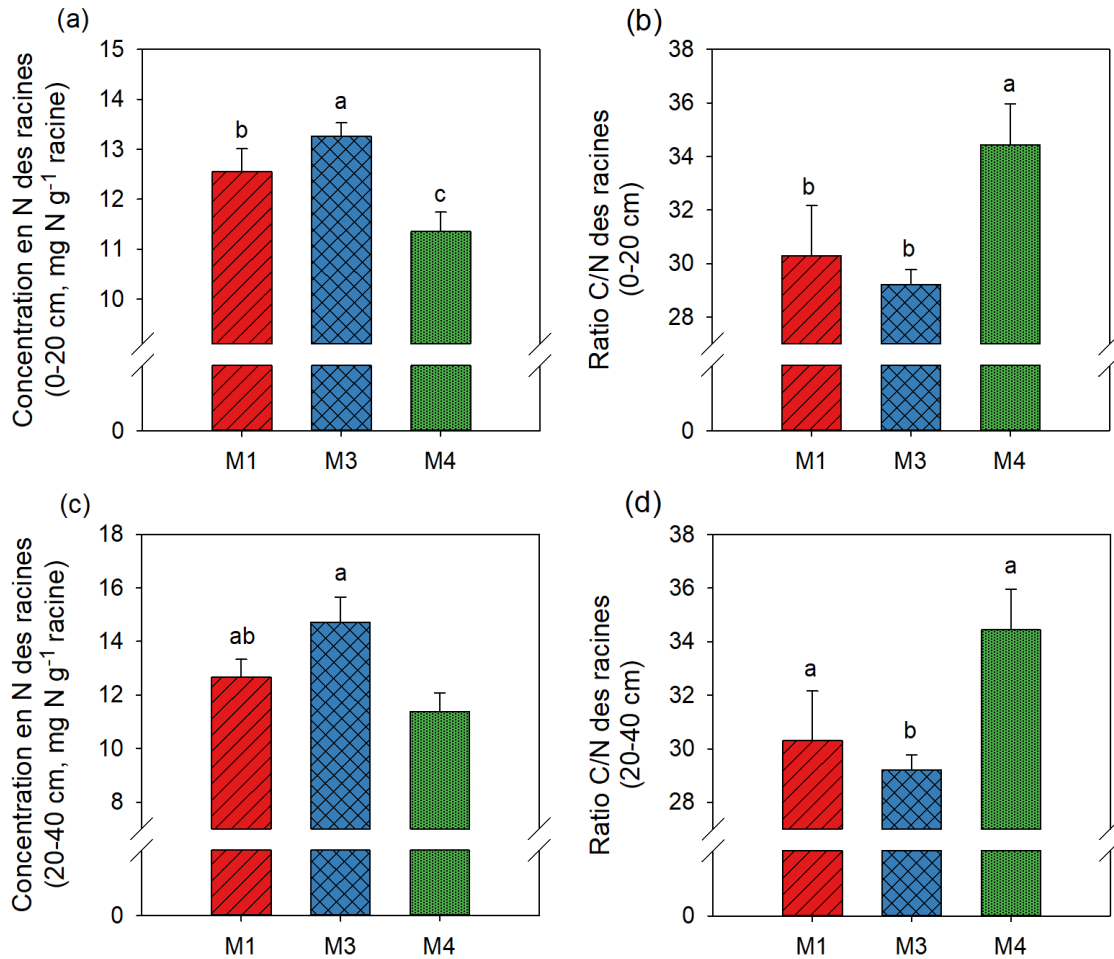 (a)
Concentration en N des racines
(0-20 cm, mg N g⁻¹ racine)
15
14
13
12
11
10
0
b
a
c
M1 M3 M4
(b)
Ratio C/N des racines
(0-20 cm)
38
36
34
32
30
28
0
b
b
a
M1 M3 M4
(c)
Concentration en N des racines
(20-40 cm, mg N g⁻¹ racine)
18
16
14
12
10
8
0
ab
a
M1 M3 M4
(d)
Ratio C/N des racines
(20-40 cm)
38
36
34
32
30
28
0
a
b
a
M1 M3 M4